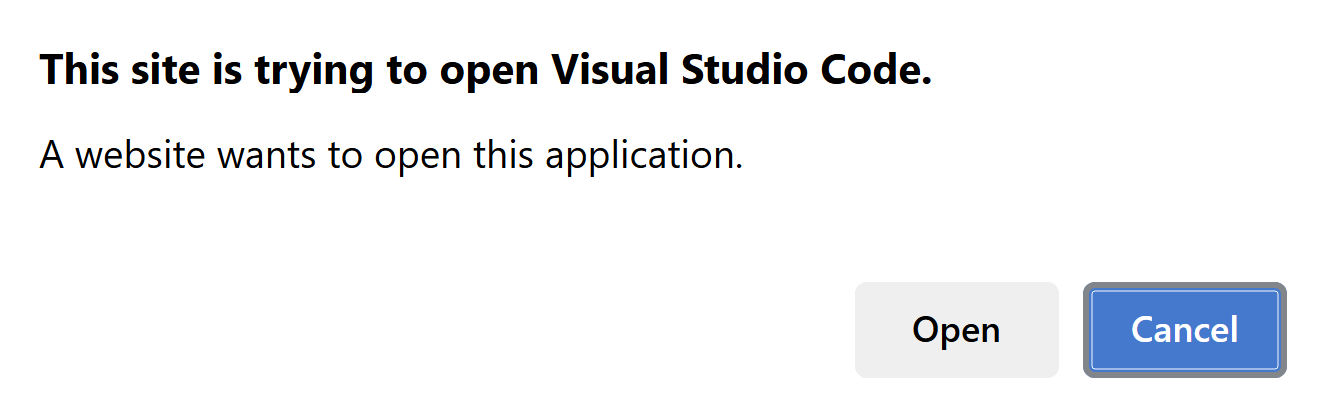 This site is trying to open Visual Studio Code.
A website wants to open this application.
Open Cancel